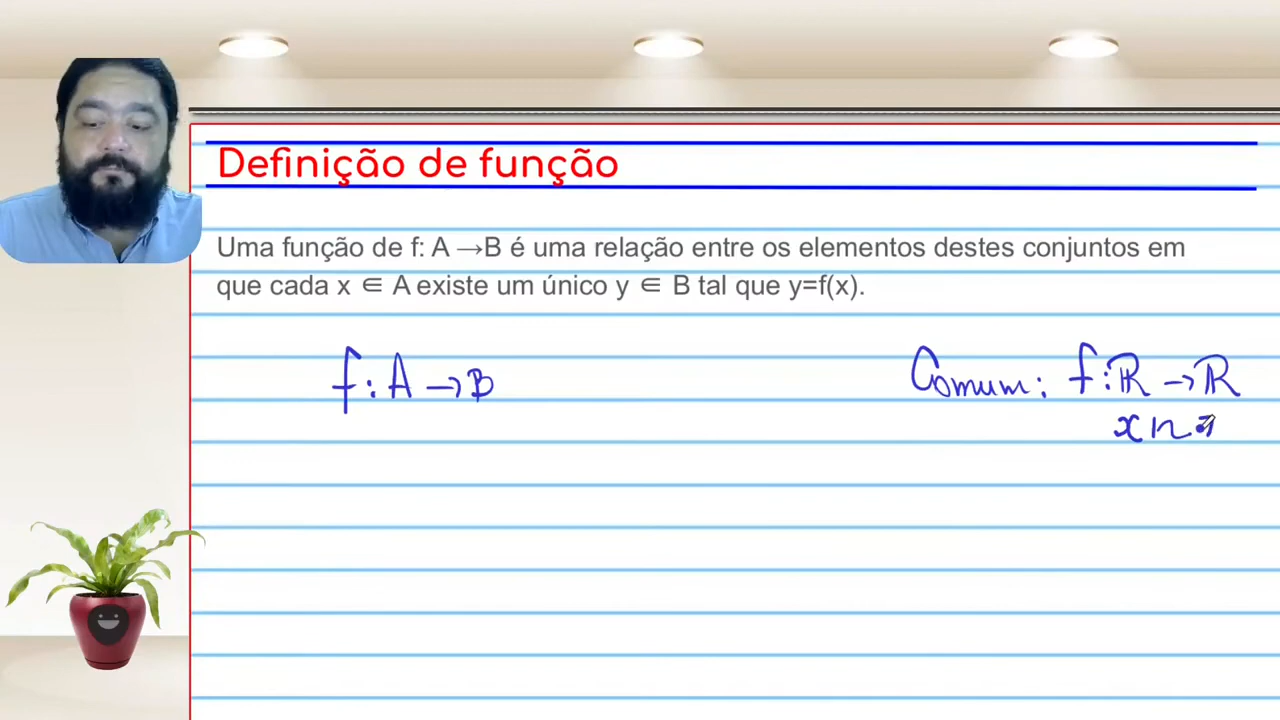 Definição de função
Uma função de f: A →B é uma relação entre os elementos destes conjuntos em
que cada x ∈ A existe um único y ∈ B tal que y=f(x).
f: A → B
Comum: f: ℝ → ℝ
x